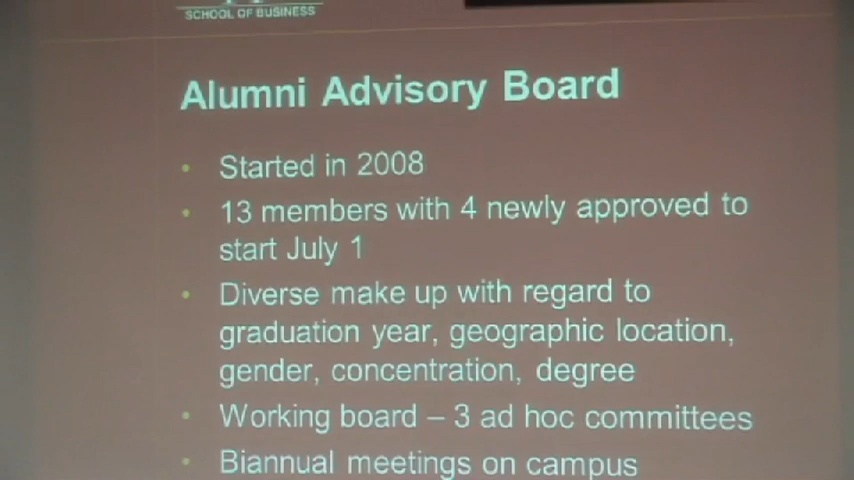 SCHOOL OF BUSINESS
Alumni Advisory Board
• Started in 2008
• 13 members with 4 newly approved to
start July 1
• Diverse make up with regard to
graduation year, geographic location,
gender, concentration, degree
• Working board – 3 ad hoc committees
• Biannual meetings on campus